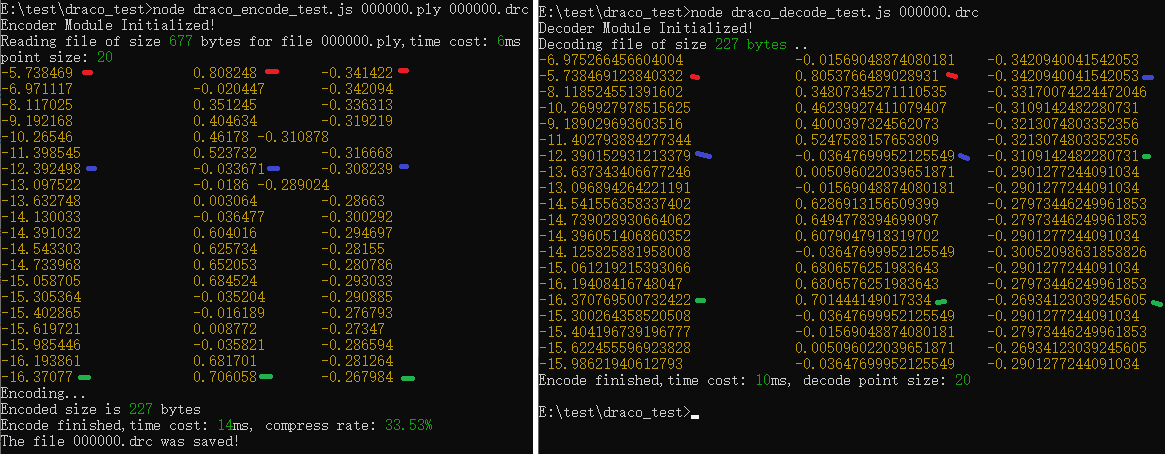 E:\test\draco_test>node draco_encode_test.js 000000.ply 000000.drc
Encoder Module Initialized!
Reading file of size 677 bytes for file 000000.ply,time cost: 6ms
point size: 20
-5.738469 0.808248 -0.341422
-6.971117 -0.020447 -0.342094
-8.117025 0.351245 -0.336313
-9.192168 0.404634 -0.319219
-10.26546 0.46178 -0.310878
-11.398545 0.523732 -0.316668
-12.392498 -0.033671 -0.308239
-13.097522 -0.0186 -0.289024
-13.632748 0.003064 -0.28663
-14.130033 -0.036477 -0.300292
-14.391032 0.604016 -0.294697
-14.543303 0.625734 -0.28155
-14.733968 0.652053 -0.280786
-15.058705 0.684524 -0.293033
-15.305364 -0.035204 -0.290885
-15.402865 -0.016189 -0.276793
-15.619721 0.008772 -0.27347
-15.985446 -0.035821 -0.286594
-16.193861 0.681701 -0.281264
-16.37077 0.706058 -0.267984
Encoding...
Encoded size is 227 bytes
Encode finished,time cost: 14ms, compress rate: 33.53%
The file 000000.drc was saved!
E:\test\draco_test>node draco_decode_test.js 000000.drc
Decoder Module Initialized!
Decoding file of size 227 bytes ..
-6.975266456604004 -0.01569048874080181 -0.3420940041542053
-5.738469123840332 0.8053766489028931 -0.3420940041542053
-8.118524551391602 0.34807345271110535 -0.33170074224472046
-10.269927978515625 0.46239927411079407 -0.3109142482280731
-9.189029693603516 0.4000397324562073 -0.3213074803352356
-11.402793884277344 0.5247588157653809 -0.3213074803352356
-12.390152931213379 -0.03647699952125549 -0.3109142482280731
-13.637343406677246 0.005096022039651871 -0.2901277244091034
-13.096894264221191 -0.01569048874080181 -0.2901277244091034
-14.541556358337402 0.6286913156509399 -0.27973446249961853
-14.739028930664062 0.6494778394699097 -0.27973446249961853
-14.396051406860352 0.6079047918319702 -0.2901277244091034
-14.125825881958008 -0.03647699952125549 -0.30052098631858826
-15.061219215393066 0.6806576251983643 -0.2901277244091034
-16.19408416748047 0.6806576251983643 -0.27973446249961853
-16.370769500732422 0.701444149017334 -0.26934123039245605
-15.300264358520508 -0.03647699952125549 -0.2901277244091034
-15.404196739196777 -0.01569048874080181 -0.27973446249961853
-15.622455596923828 0.005096022039651871 -0.26934123039245605
-15.98621940612793 -0.03647699952125549 -0.2901277244091034
Encode finished,time cost: 10ms, decode point size: 20
E:\test\draco_test>